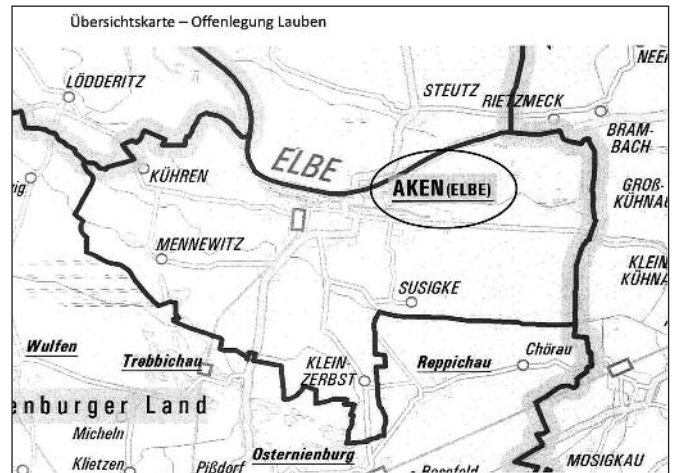 Übersichtskarte – Offenlegung Lauben
LÖDDERITZ
STEUTZ
RIETZMECK
BRAM-
BACH
ELBE
KÜHREN
AKEN (ELBE)
GROß-
KÜHNAU
MENNEWITZ
KLEIN
KÜHNA
SUSIGKE
Wulfen
Trebbichau
KLEIN-
ZERBST
Reppichau
Chörau
enburger Land
Micheln
Osternienburg
Klietzen
Pißdorf
MOSIGKAU